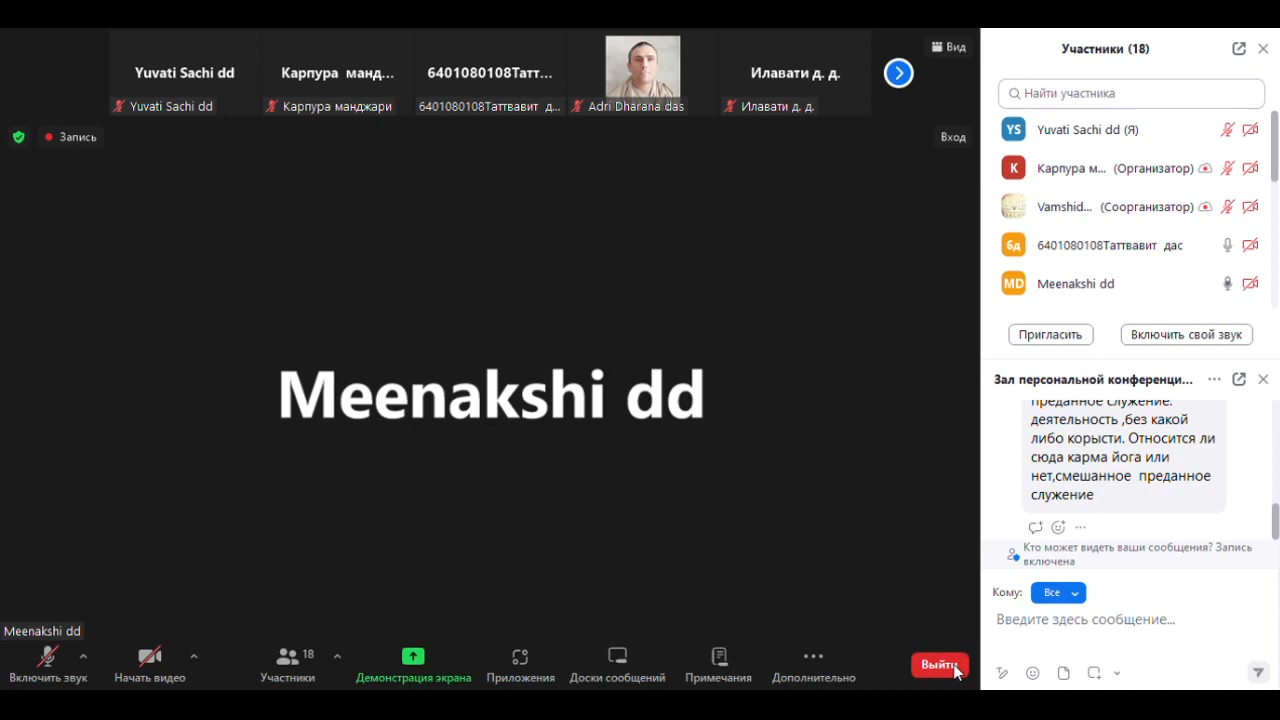 Yuvati Sachi dd
Карпура манд...
6401080108Татт...
Илавати д. д.
Вид
Yuvati Sachi dd
Карпура манджари
6401080108Таттвавит д...
Adri Dharana das
Илавати д. д.
Запись
Вход
Meenakshi dd
Meenakshi dd
Включить звук
Начать видео
18
Участники
Демонстрация экрана
Приложения
Доски сообщений
Примечания
Дополнительно
Выйти
Участники (18)
Найти участника
YS Yuvati Sachi dd (Я)
К Карпура м... (Организатор)
Vamshid... (Соорганизатор)
6д 6401080108Таттвавит дас
MD Meenakshi dd
Пригласить
Включить свой звук
Зал персональной конференци...
преданное служение.
деятельность ,без какой
либо корысти. Относится ли
сюда карма йога или
нет,смешанное преданное
служение
Кто может видеть ваши сообщения? Запись
включена
Кому: Все
Введите здесь сообщение...